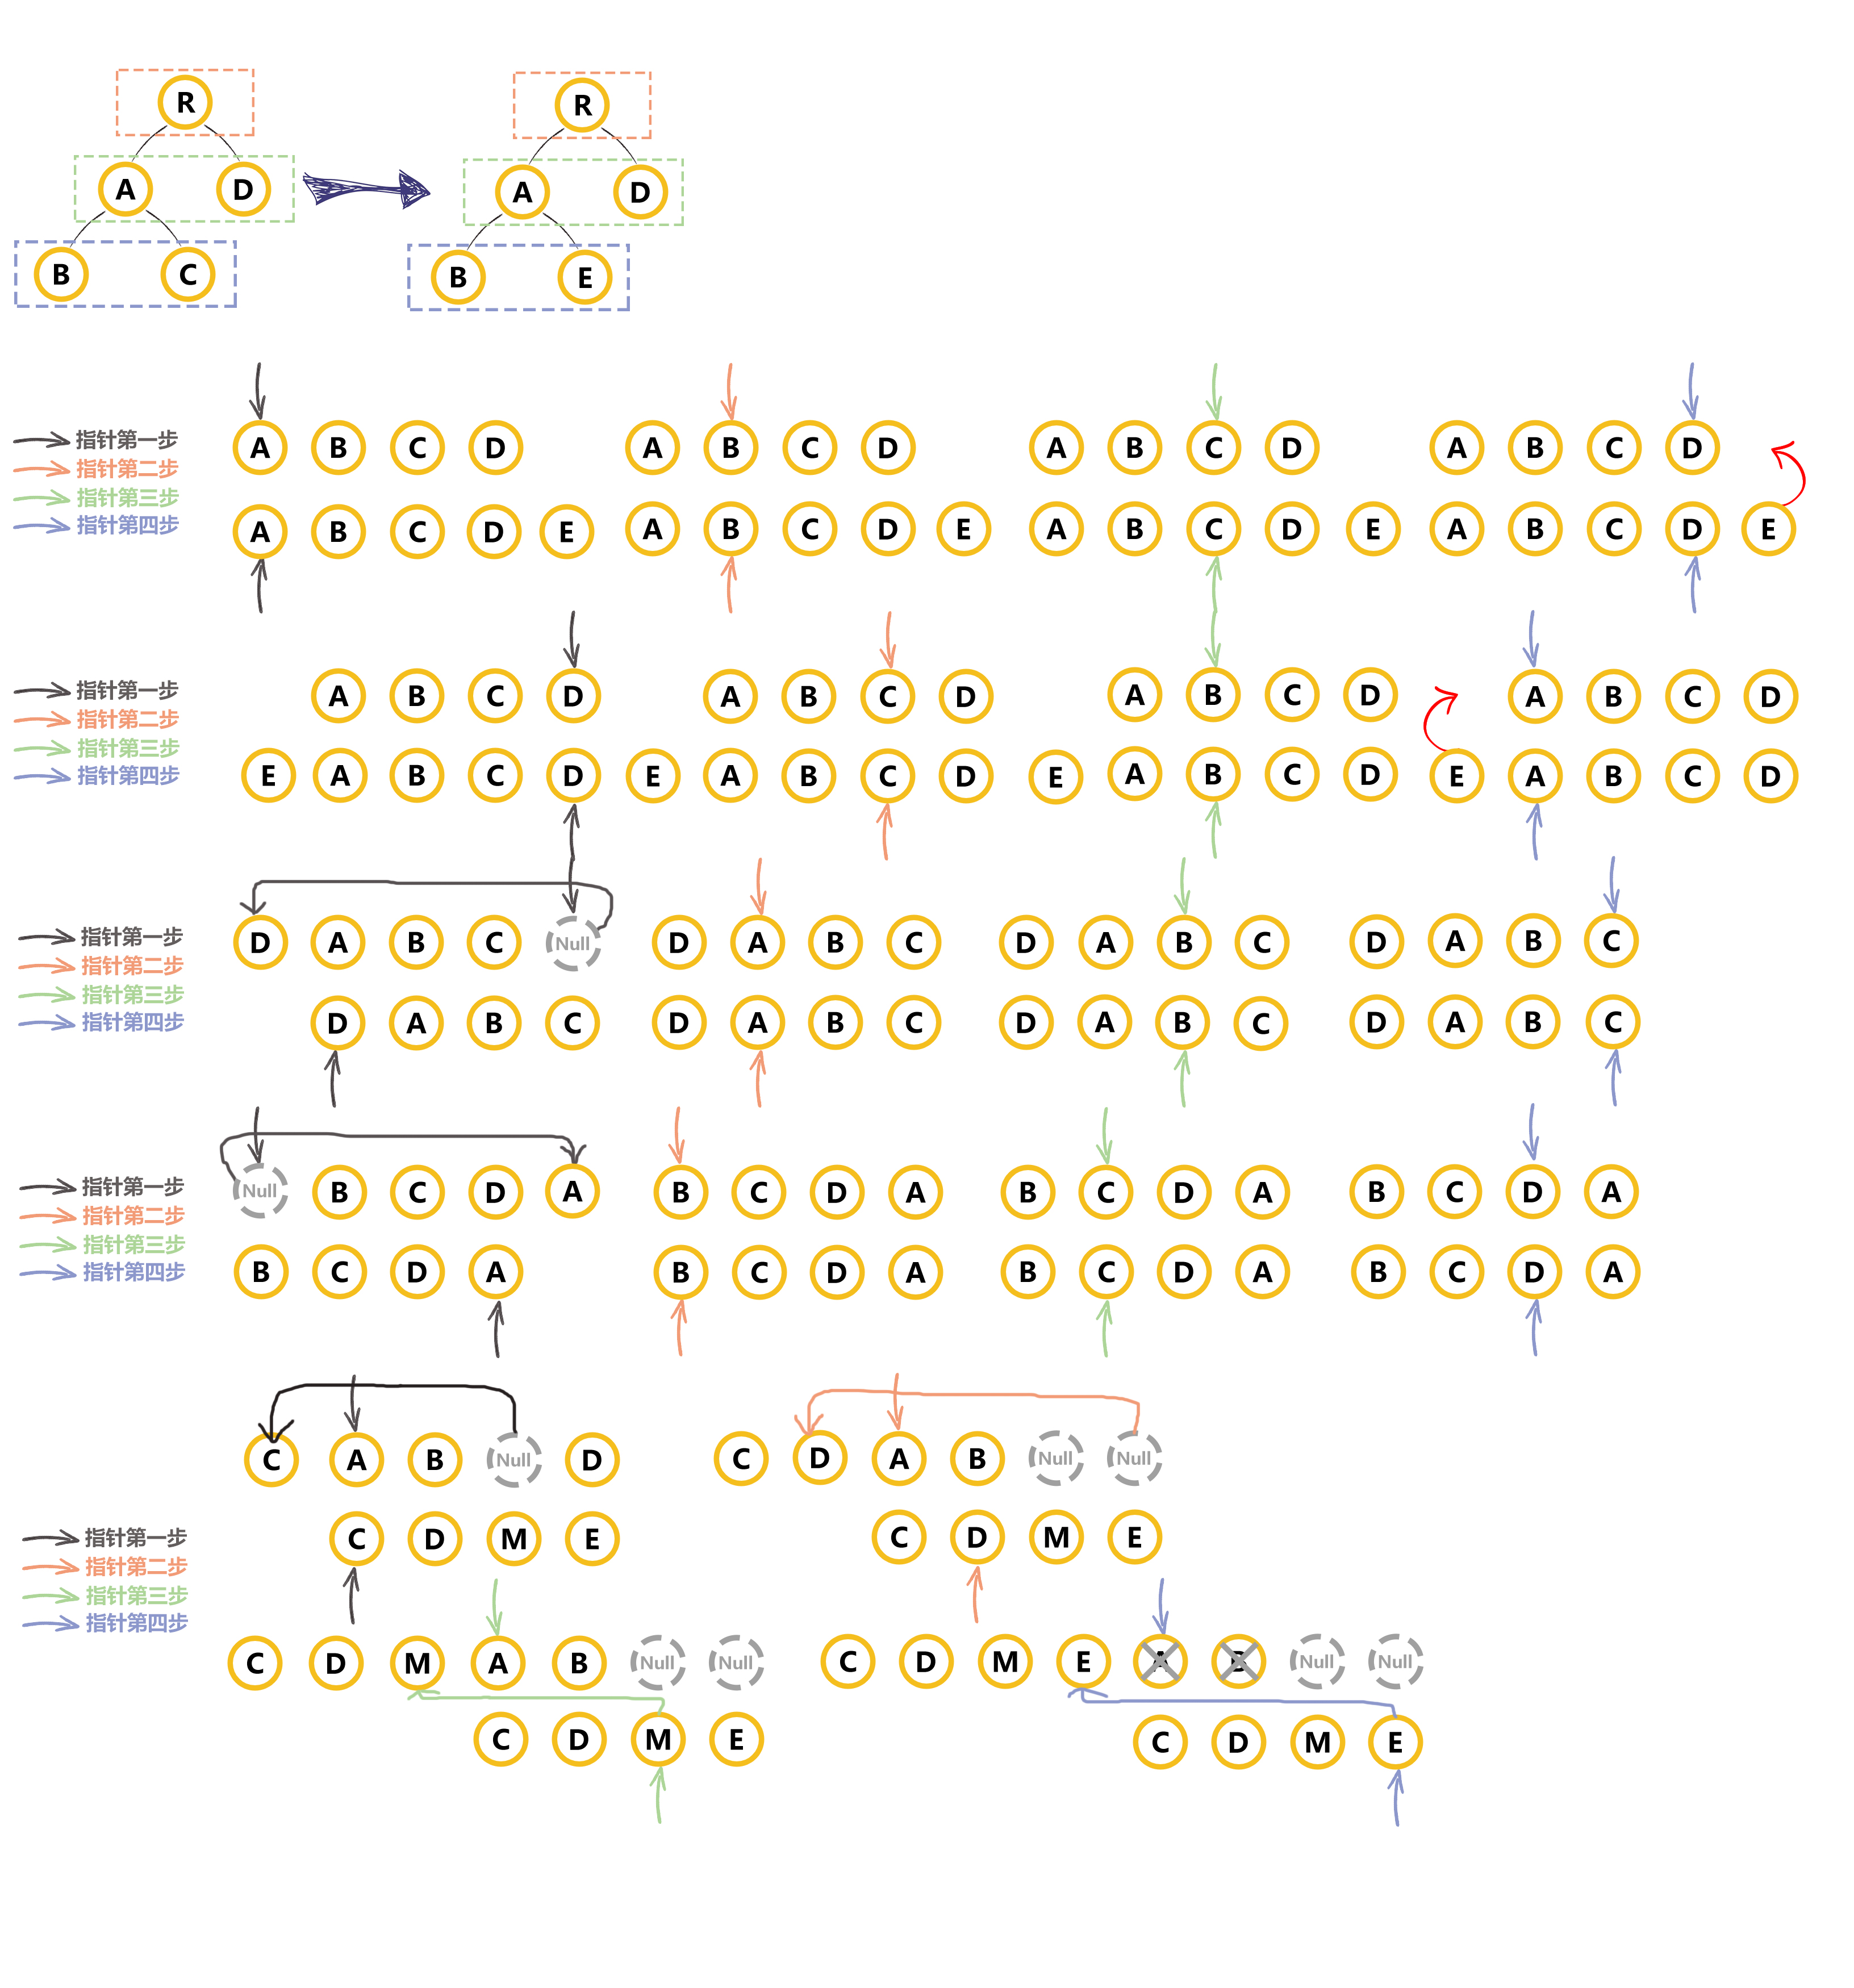 R R
A D A D
B C B E
指针第一步 A B C D A B C D A B C D A B C D
指针第二步
指针第三步
指针第四步 A B C D E A B C D E A B C D E A B C D E
指针第一步 A B C D A B C D A B C D A B C D
指针第二步
指针第三步
指针第四步 E A B C D E A B C D E A B C D E A B C D
指针第一步 D A B C Null D A B C D A B C D A B C
指针第二步
指针第三步
指针第四步 D A B C D A B C D A B C D A B C
指针第一步 Null B C D A B C D A B C D A B C D A
指针第二步
指针第三步
指针第四步 B C D A B C D A B C D A B C D A
C A B Null D C D A B Null Null
指针第一步 C D M E C D M E
指针第二步
指针第三步
指针第四步
C D M A B Null Null C D M E A B Null Null
C D M E C D M E